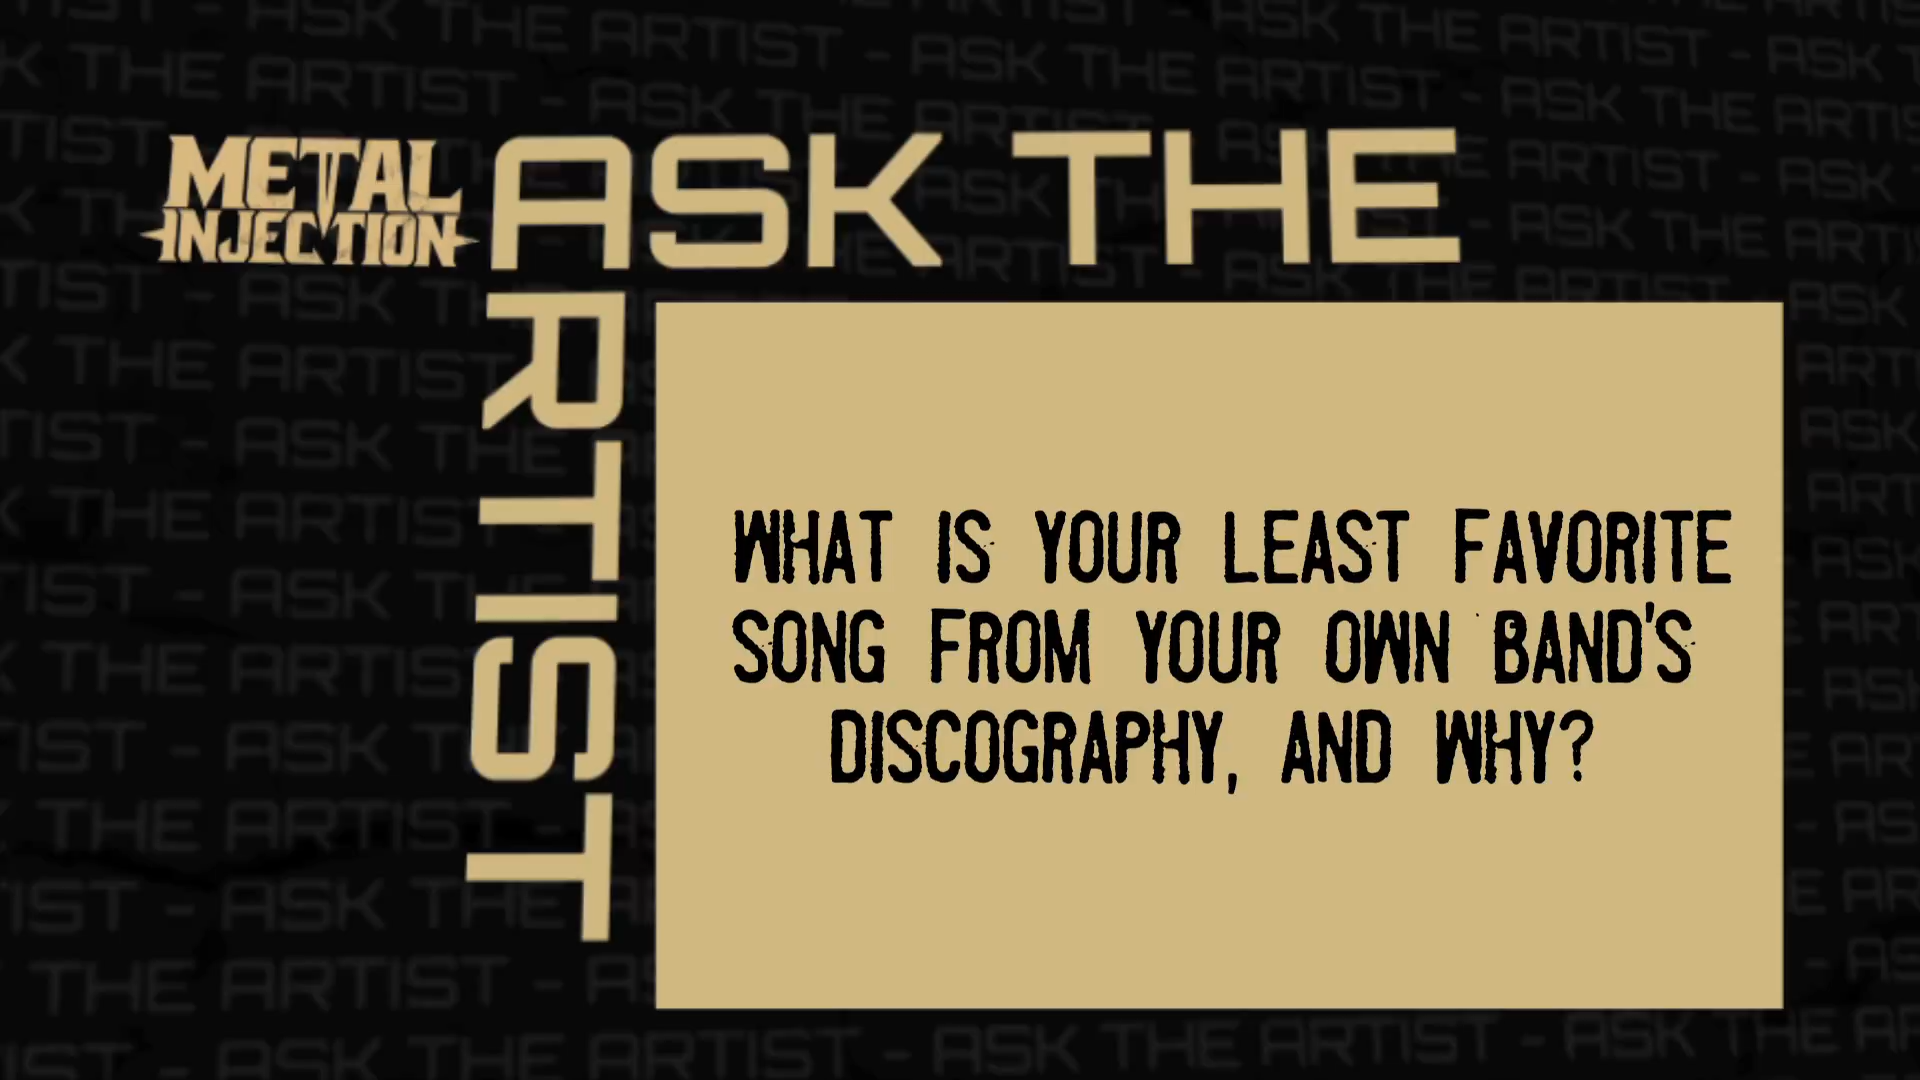 METAL
INJECTION
ASK THE
ARTIST
WHAT IS YOUR LEAST FAVORITE
SONG FROM YOUR OWN BAND'S
DISCOGRAPHY, AND WHY?